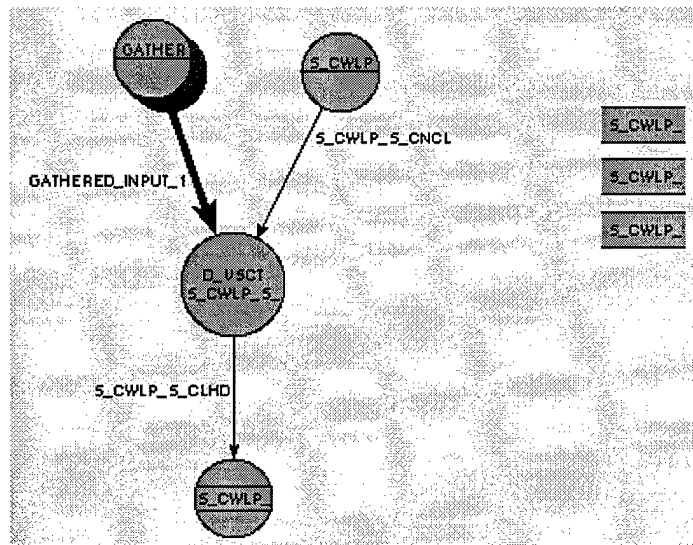 GATHER
S_CWLP
S_CWLP_S_CNCL
S_CWLP_
GATHERED_INPUT_1
S_CWLP_
S_CWLP_
D_VSCT
S_CWLP_S_
S_CWLP_S_CLHD
S_CWLP_